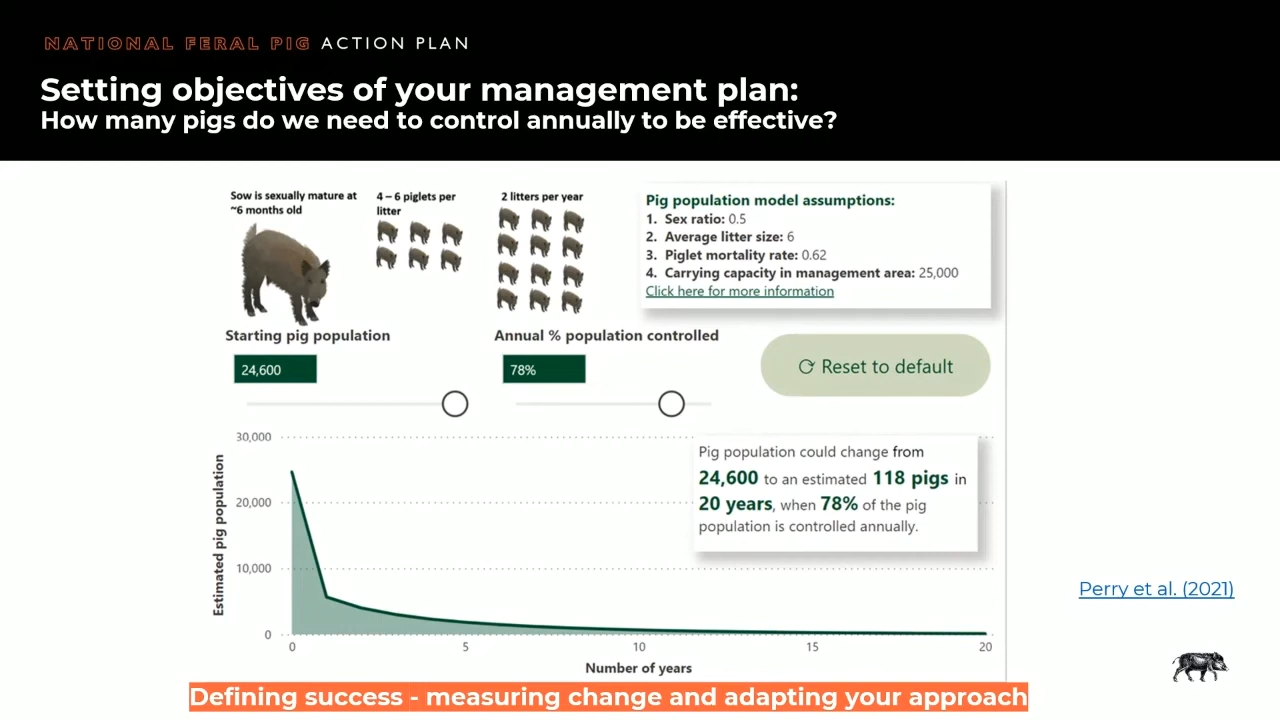 NATIONAL FERAL PIG ACTION PLAN
Setting objectives of your management plan:
How many pigs do we need to control annually to be effective?
Sow is sexually mature at
~6 months old
4 – 6 piglets per
litter
2 litters per year
Pig population model assumptions:
1. Sex ratio: 0.5
2. Average litter size: 6
3. Piglet mortality rate: 0.62
4. Carrying capacity in management area: 25,000
Click here for more information
Starting pig population
24,600
Annual % population controlled
78%
Reset to default
Pig population could change from
24,600 to an estimated 118 pigs in
20 years, when 78% of the pig
population is controlled annually.
Estimated pig population
30,000
20,000
10,000
0
0 5 10 15 20
Number of years
Perry et al. (2021)
Defining success - measuring change and adapting your approach